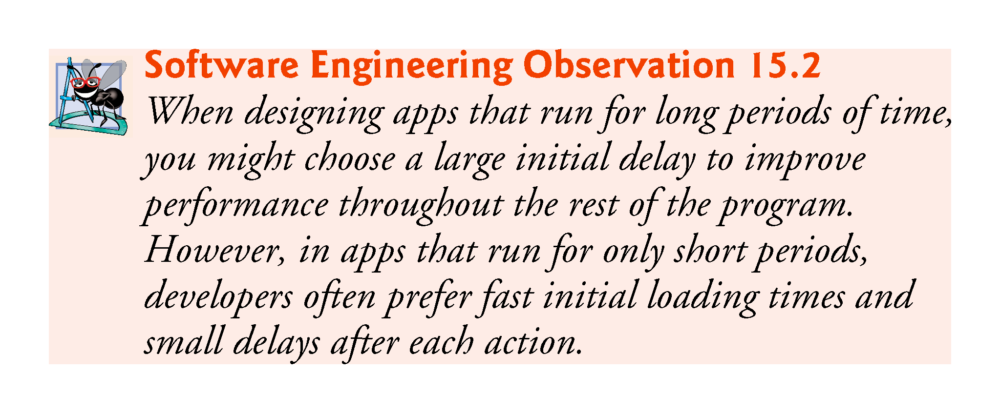 Software Engineering Observation 15.2
When designing apps that run for long periods of time,
you might choose a large initial delay to improve
performance throughout the rest of the program.
However, in apps that run for only short periods,
developers often prefer fast initial loading times and
small delays after each action.